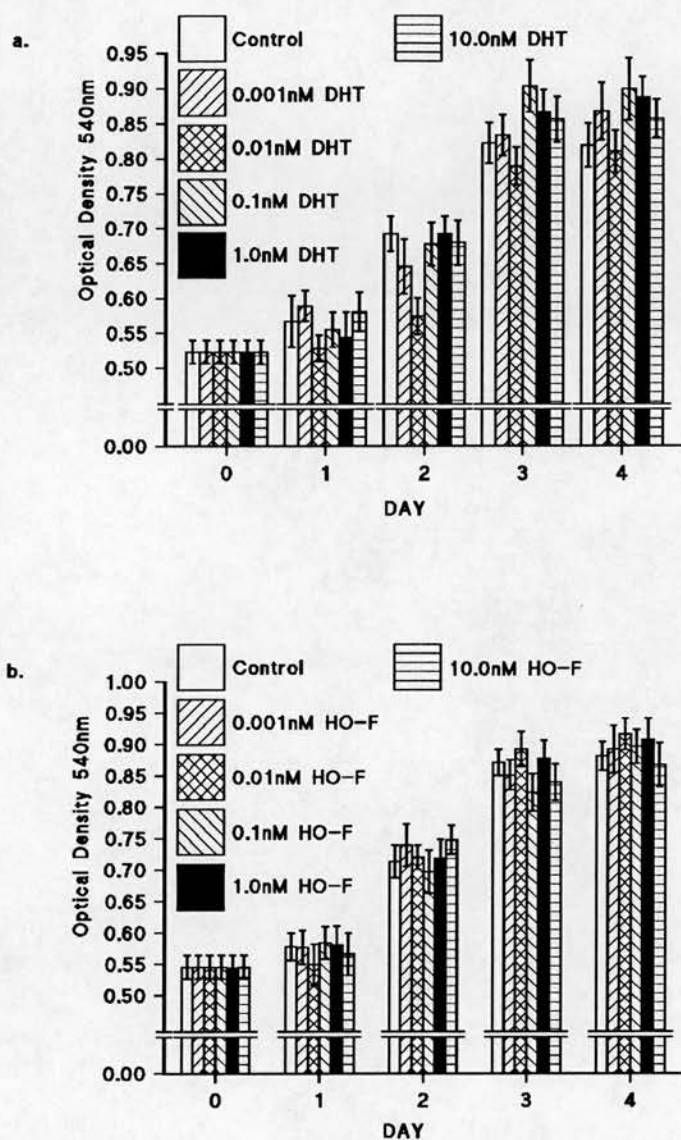 a.
Control
10.0nM DHT
0.001nM DHT
0.01nM DHT
0.1nM DHT
1.0nM DHT
Optical Density 540nm
0.95
0.90
0.85
0.80
0.75
0.70
0.65
0.60
0.55
0.50
0.00
0 1 2 3 4
DAY
b.
Control
10.0nM HO-F
0.001nM HO-F
0.01nM HO-F
0.1nM HO-F
1.0nM HO-F
Optical Density 540nm
1.00
0.95
0.90
0.85
0.80
0.75
0.70
0.65
0.60
0.55
0.50
0.00
0 1 2 3 4
DAY